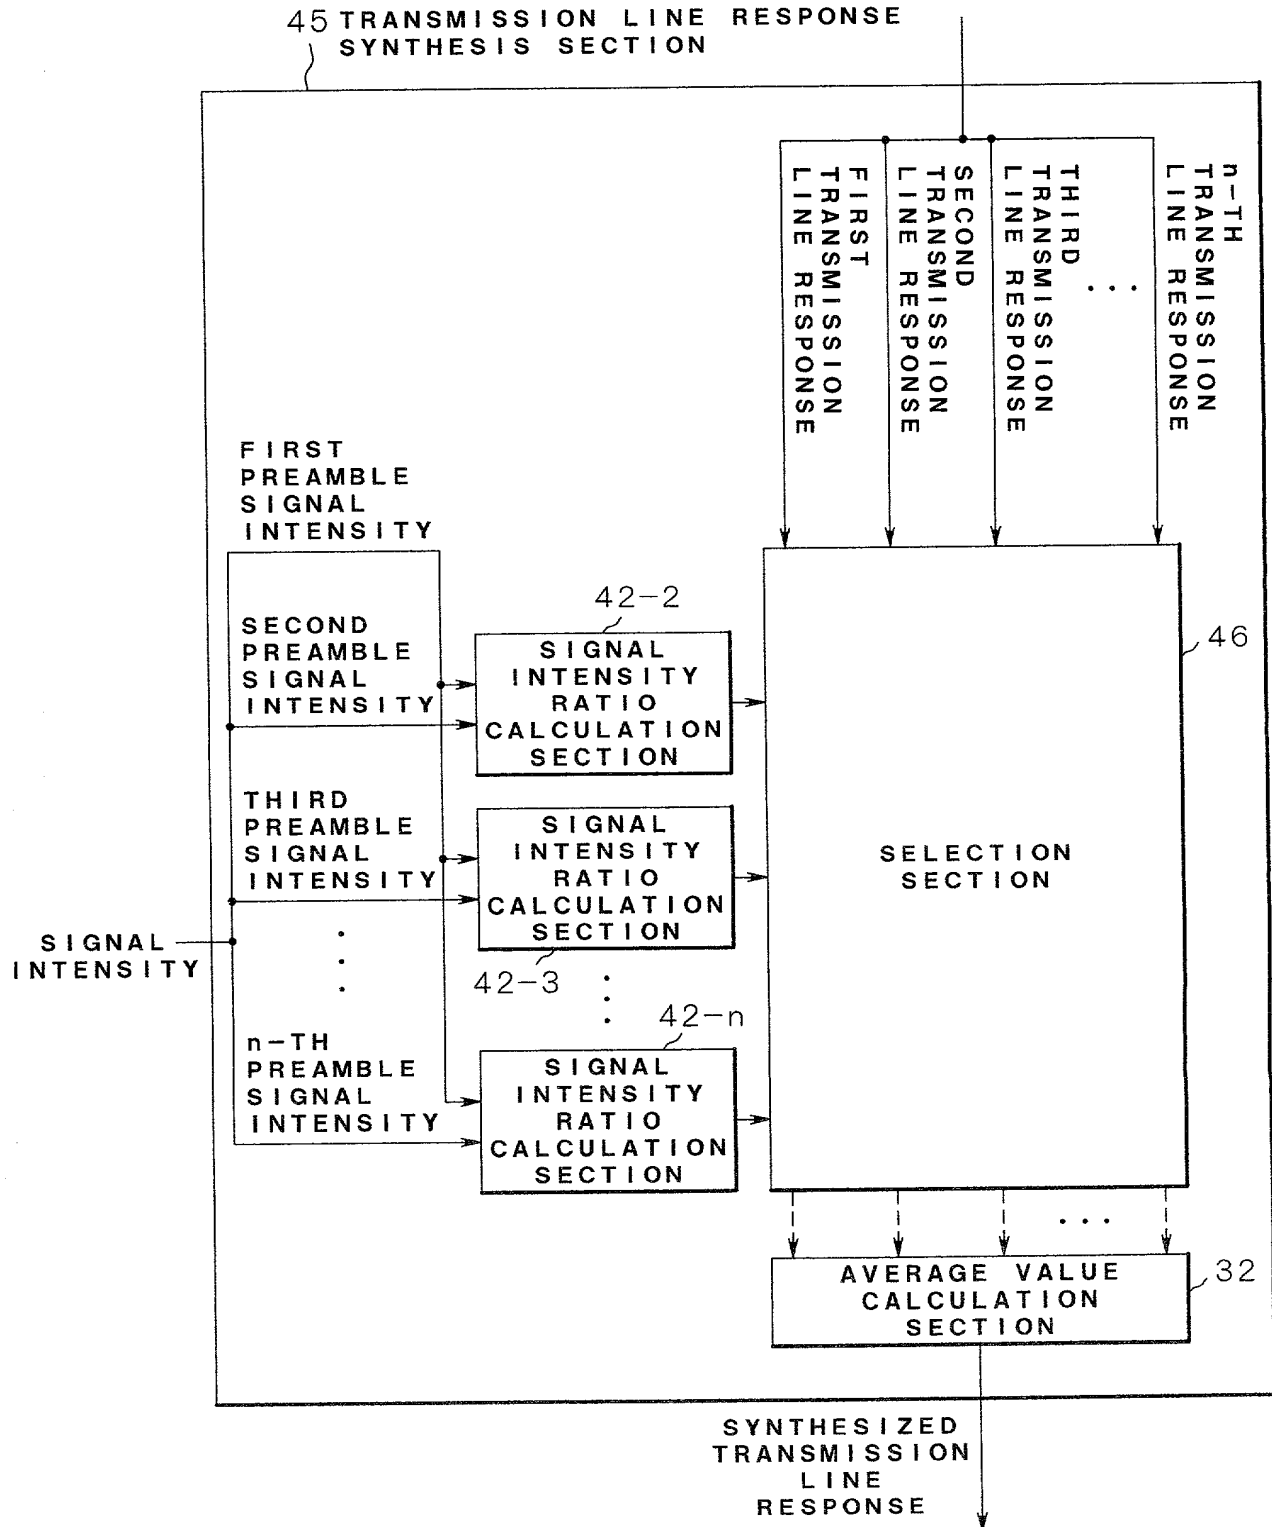 45 TRANSMISSION LINE RESPONSE
SYNTHESIS SECTION
FIRST
TRANSMISSION
LINE RESPONSE
SECOND
TRANSMISSION
LINE RESPONSE
THIRD
TRANSMISSION
LINE RESPONSE
...
n-TH
TRANSMISSION
LINE RESPONSE
FIRST
PREAMBLE
SIGNAL
INTENSITY
SECOND
PREAMBLE
SIGNAL
INTENSITY
42-2
SIGNAL
INTENSITY
RATIO
CALCULATION
SECTION
46
THIRD
PREAMBLE
SIGNAL
INTENSITY
SIGNAL
INTENSITY
RATIO
CALCULATION
SECTION
42-3
SELECTION
SECTION
SIGNAL
INTENSITY
n-TH
PREAMBLE
SIGNAL
INTENSITY
42-n
SIGNAL
INTENSITY
RATIO
CALCULATION
SECTION
...
AVERAGE VALUE
CALCULATION
SECTION
32
SYNTHESIZED
TRANSMISSION
LINE
RESPONSE